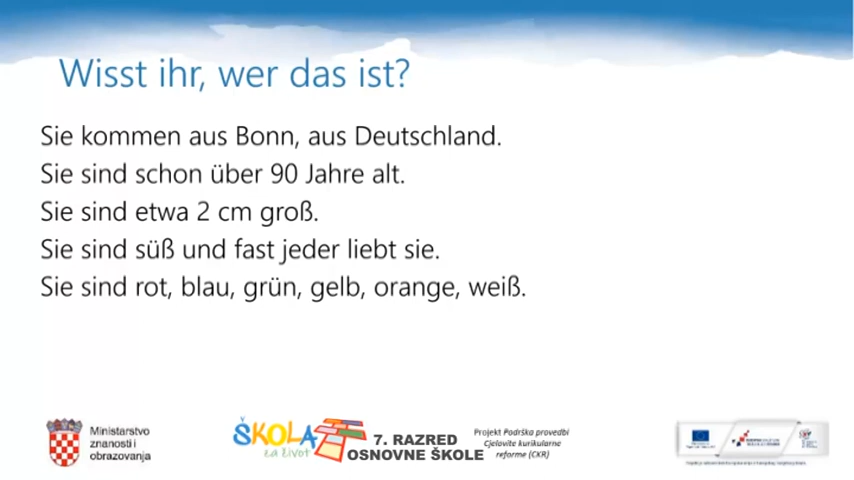 Wisst ihr, wer das ist?
Sie kommen aus Bonn, aus Deutschland.
Sie sind schon über 90 Jahre alt.
Sie sind etwa 2 cm groß.
Sie sind süß und fast jeder liebt sie.
Sie sind rot, blau, grün, gelb, orange, weiß.
Ministarstvo
znanosti i
obrazovanja
ŠKOLA
za život
7. RAZRED
OSNOVNE ŠKOLE
Projekt Podrška provedbi
Cjelovite kurikularne
reforme (CKR)